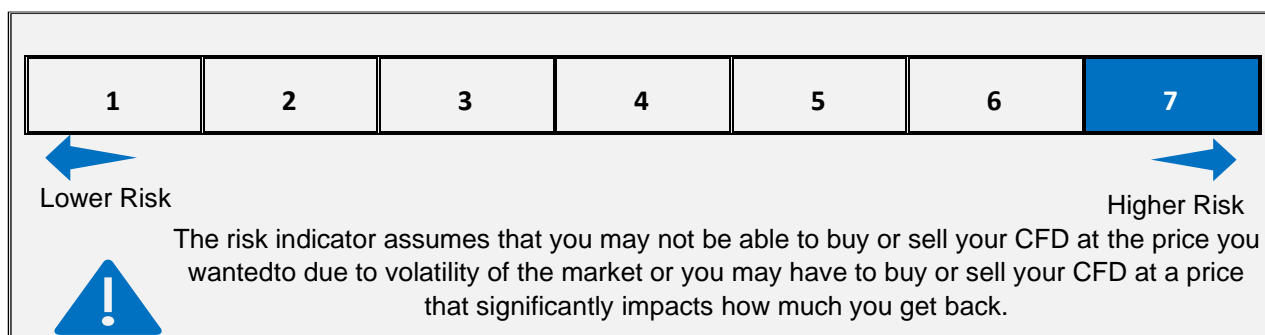 1 2 3 4 5 6 7
Lower Risk
Higher Risk
The risk indicator assumes that you may not be able to buy or sell your CFD at the price you
wantedto due to volatility of the market or you may have to buy or sell your CFD at a price
that significantly impacts how much you get back.